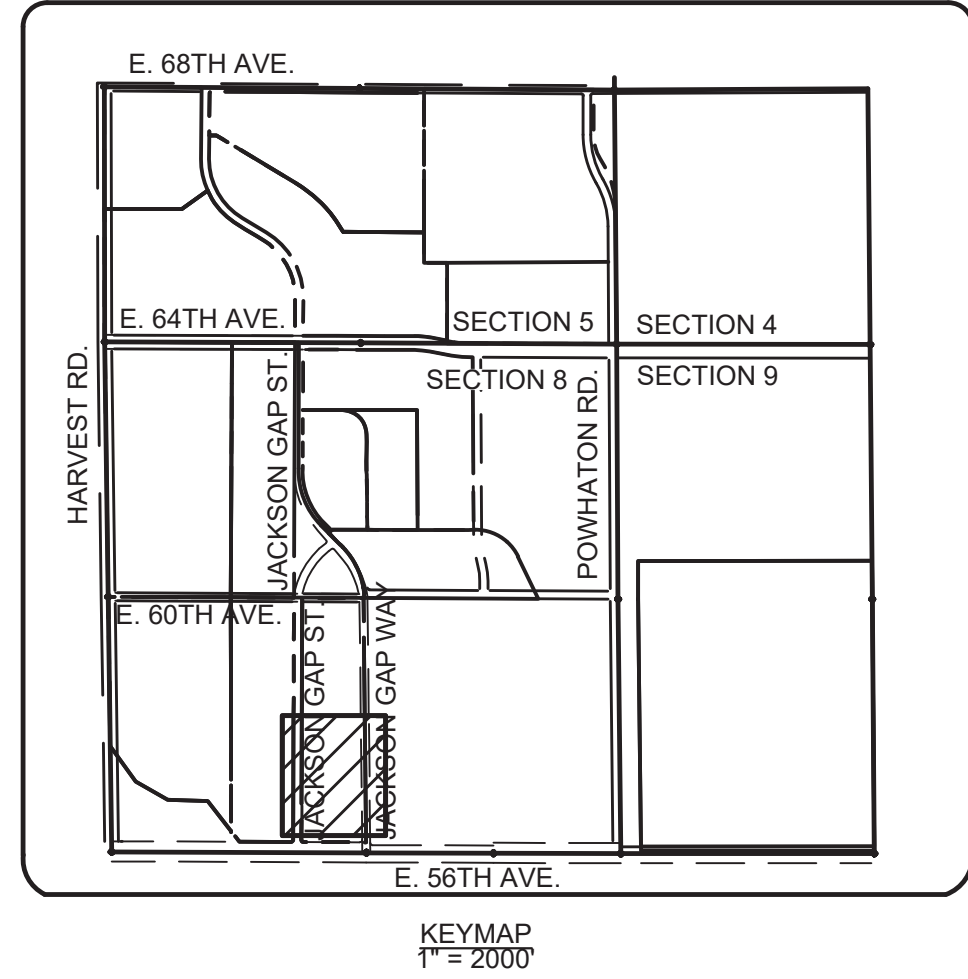 E. 68TH AVE.
E. 64TH AVE.
SECTION 5
SECTION 4
HARVEST RD.
JACKSON GAP ST.
SECTION 8
SECTION 9
POWHATON RD.
E. 60TH AVE.
JACKSON GAP ST.
JACKSON GAP WAY
E. 56TH AVE.
KEYMAP
1" = 2000'